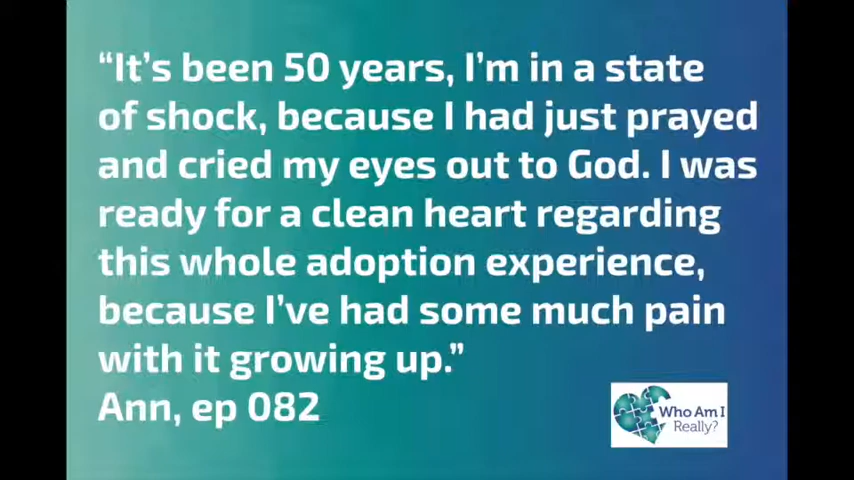 “It’s been 50 years, I’m in a state
of shock, because I had just prayed
and cried my eyes out to God. I was
ready for a clean heart regarding
this whole adoption experience,
because I’ve had some much pain
with it growing up.”
Ann, ep 082
Who Am I
Really?